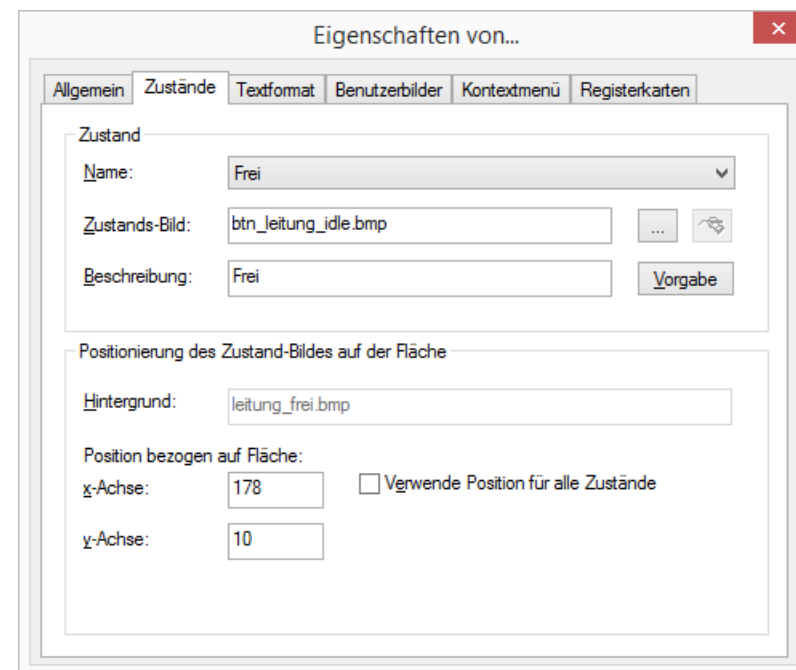 Eigenschaften von...
Allgemein Zustände Textformat Benutzerbilder Kontextmenü Registerkarten
Zustand
Name: Frei
Zustands-Bild: btn_leitung_idle.bmp ...
Beschreibung: Frei Vorgabe
Positionierung des Zustand-Bildes auf der Fläche
Hintergrund: leitung_frei.bmp
Position bezogen auf Fläche:
x-Achse: 178 Verwende Position für alle Zustände
y-Achse: 10